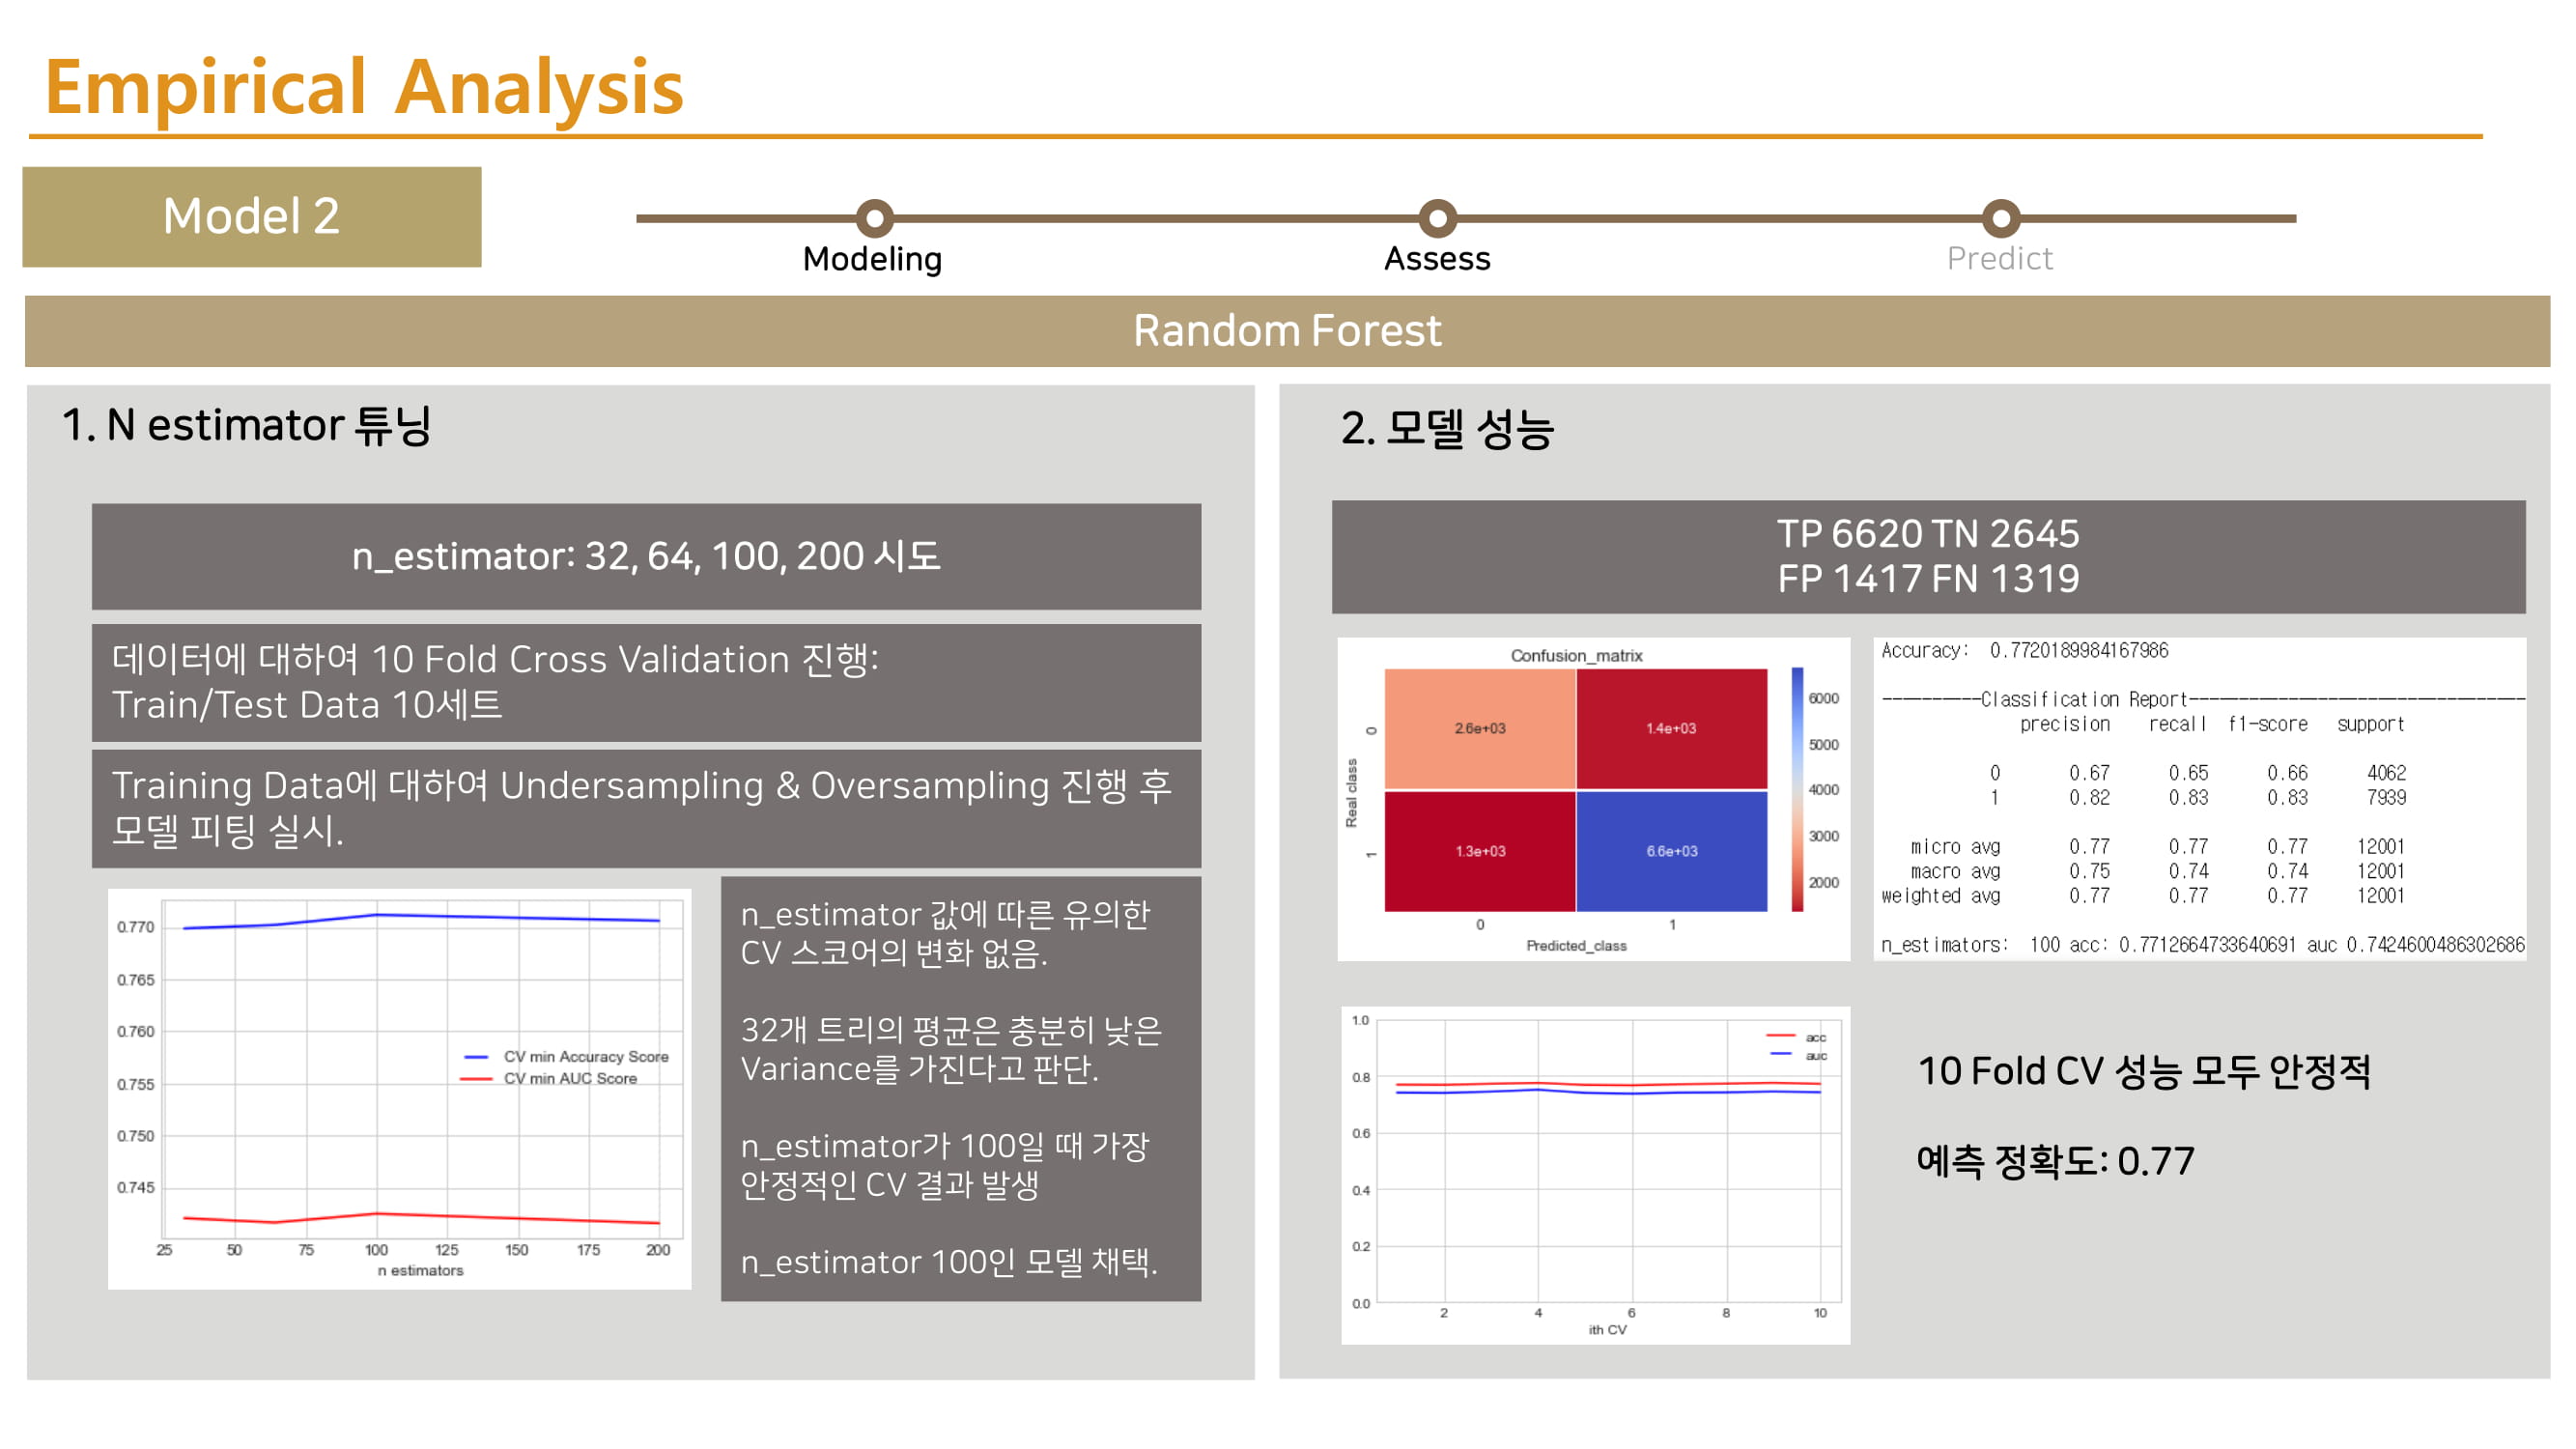 Empirical Analysis
Model 2
Modeling
Assess
Predict
Random Forest
1. N estimator 튜닝
n_estimator: 32, 64, 100, 200 시도
데이터에 대하여 10 Fold Cross Validation 진행:
Train/Test Data 10세트
Training Data에 대하여 Undersampling & Oversampling 진행 후
모델 피팅 실시.
0.770
0.765
0.760
0.755
0.750
0.745
CV min Accuracy Score
CV min AUC Score
25 50 75 100 125 150 175 200
n estimators
n_estimator 값에 따른 유의한
CV 스코어의 변화 없음.
32개 트리의 평균은 충분히 낮은
Variance를 가진다고 판단.
n_estimator가 100일 때 가장
안정적인 CV 결과 발생
n_estimator 100인 모델 채택.
2. 모델 성능
TP 6620 TN 2645
FP 1417 FN 1319
Confusion_matrix
Real class
0
1
2.6e+03 1.4e+03
1.3e+03 6.6e+03
0 1
Predicted_class
6000
5000
4000
3000
2000
Accuracy: 0.7720189984167986
----------Classification Report----------------------------------
precision recall f1-score support
0 0.67 0.65 0.66 4062
1 0.82 0.83 0.83 7939
micro avg 0.77 0.77 0.77 12001
macro avg 0.75 0.74 0.74 12001
weighted avg 0.77 0.77 0.77 12001
n_estimators: 100 acc: 0.7712664733640691 auc 0.7424600486302686
1.0
0.8
0.6
0.4
0.2
0.0
acc
auc
2 4 6 8 10
ith CV
10 Fold CV 성능 모두 안정적
예측 정확도: 0.77